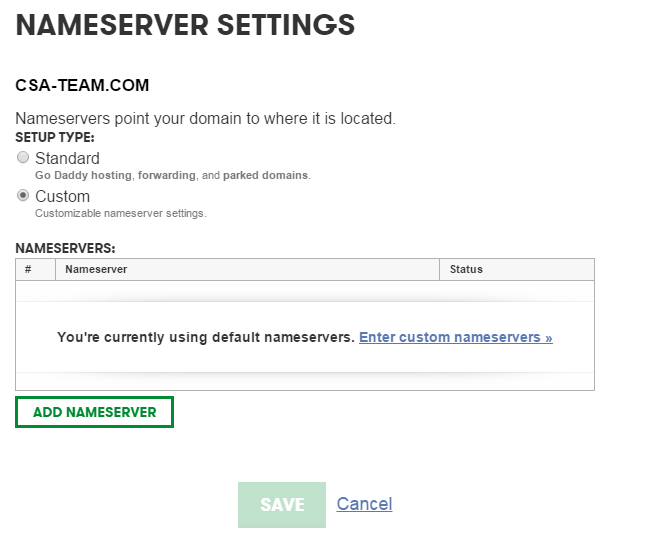 NAMESERVER SETTINGS
CSA-TEAM.COM
Nameservers point your domain to where it is located.
SETUP TYPE:
Standard
Go Daddy hosting, forwarding, and parked domains.
Custom
Customizable nameserver settings.
NAMESERVERS:
# Nameserver Status
You're currently using default nameservers. Enter custom nameservers »
ADD NAMESERVER
SAVE Cancel